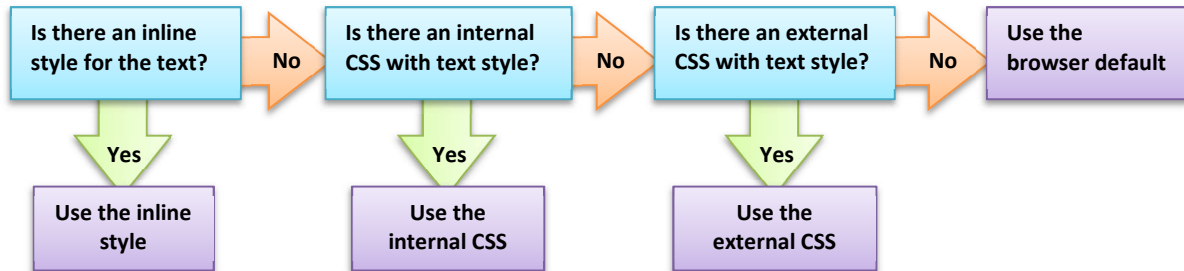 Is there an inline
style for the text?
No
Is there an internal
CSS with text style?
No
Is there an external
CSS with text style?
No
Use the
browser default
Yes
Yes
Yes
Use the inline
style
Use the
internal CSS
Use the
external CSS